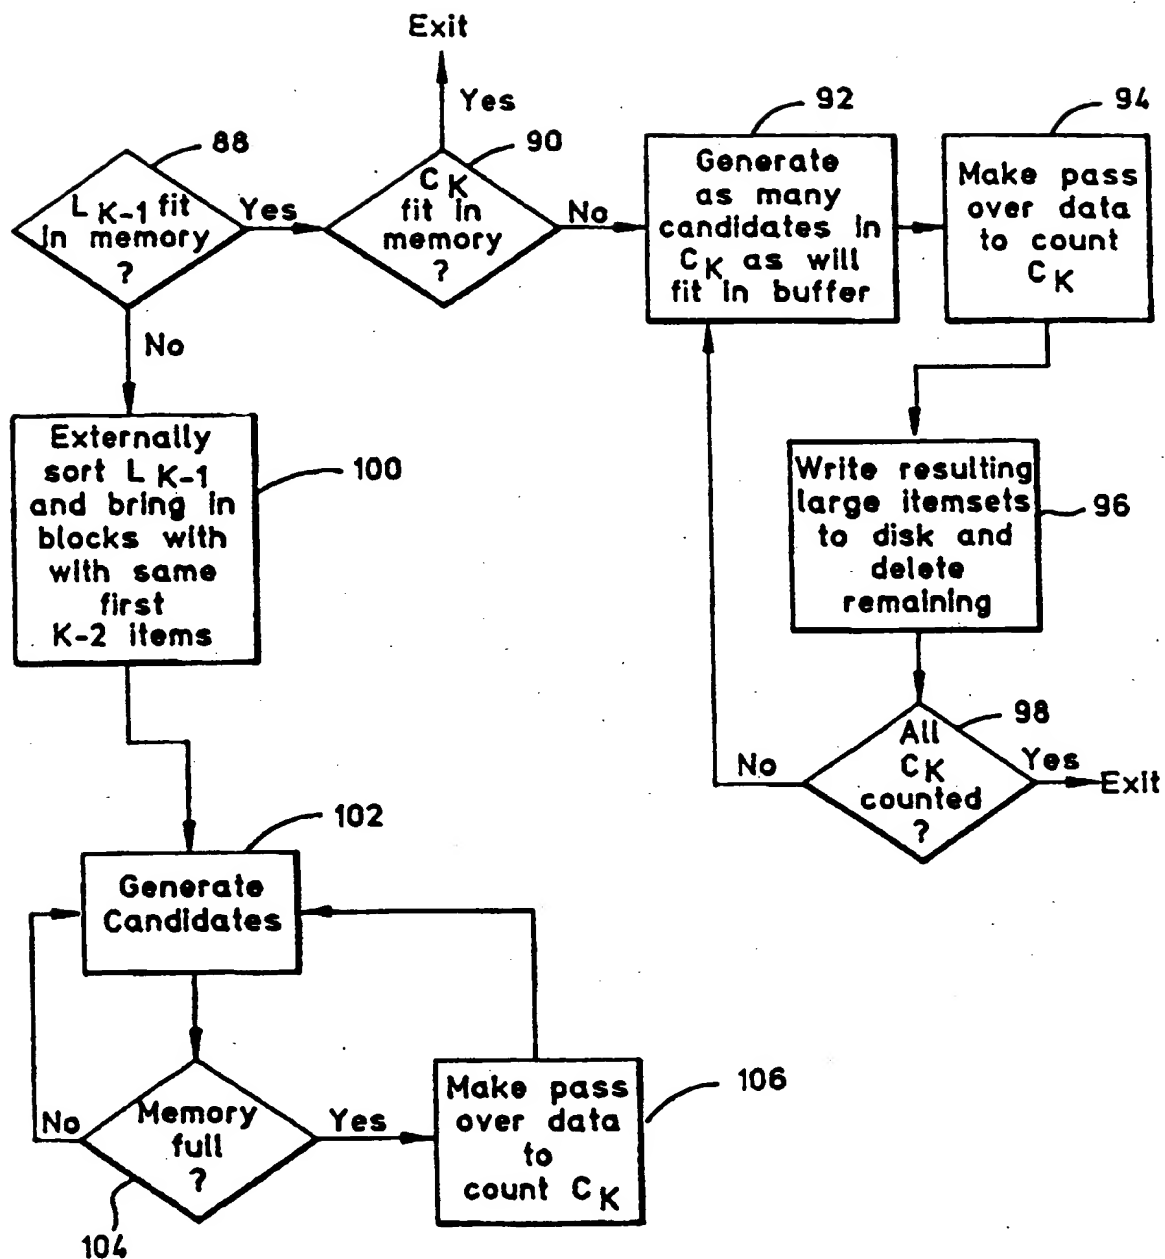 Exit
Yes
88
L K-1 fit
in memory
?
Yes
No
90
C K
fit in
memory
?
No
92
Generate
as many
candidates in
C K as will
fit in buffer
94
Make pass
over data
to count
C K
Write resulting
large itemsets
to disk and
delete
remaining
96
98
All
C K
counted
?
No
Yes
Exit
Externally
sort L K-1
and bring in
blocks with
with same
first
K-2 items
100
102
Generate
Candidates
Memory
full
?
No
Yes
104
Make pass
over data
to
count C K
106